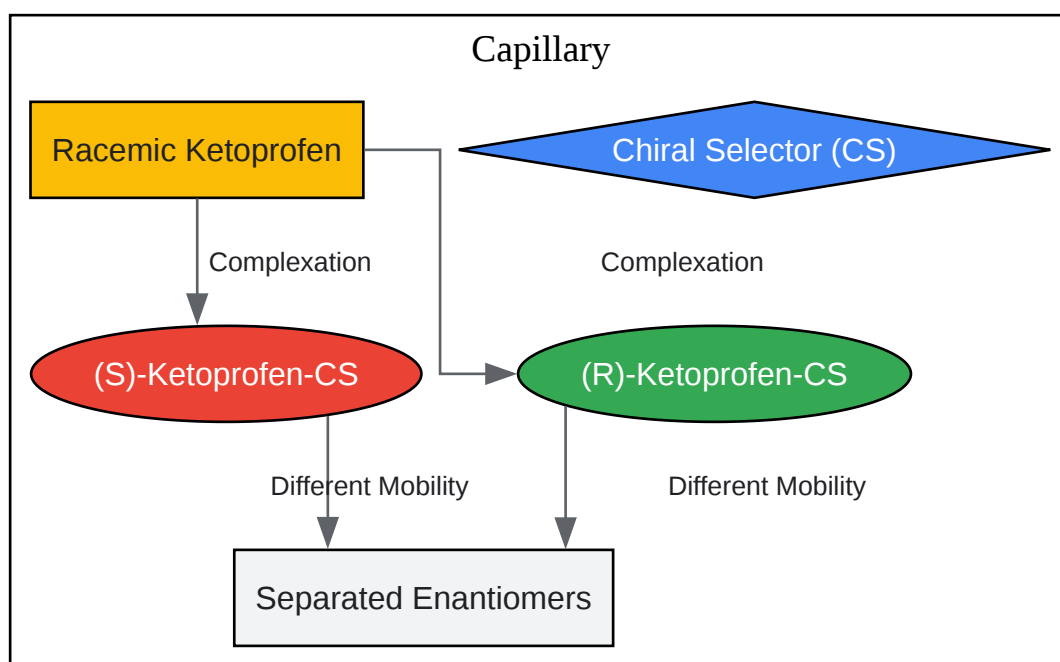 Capillary
Racemic Ketoprofen
Chiral Selector (CS)
Complexation
Complexation
(S)-Ketoprofen-CS
(R)-Ketoprofen-CS
Different Mobility
Different Mobility
Separated Enantiomers